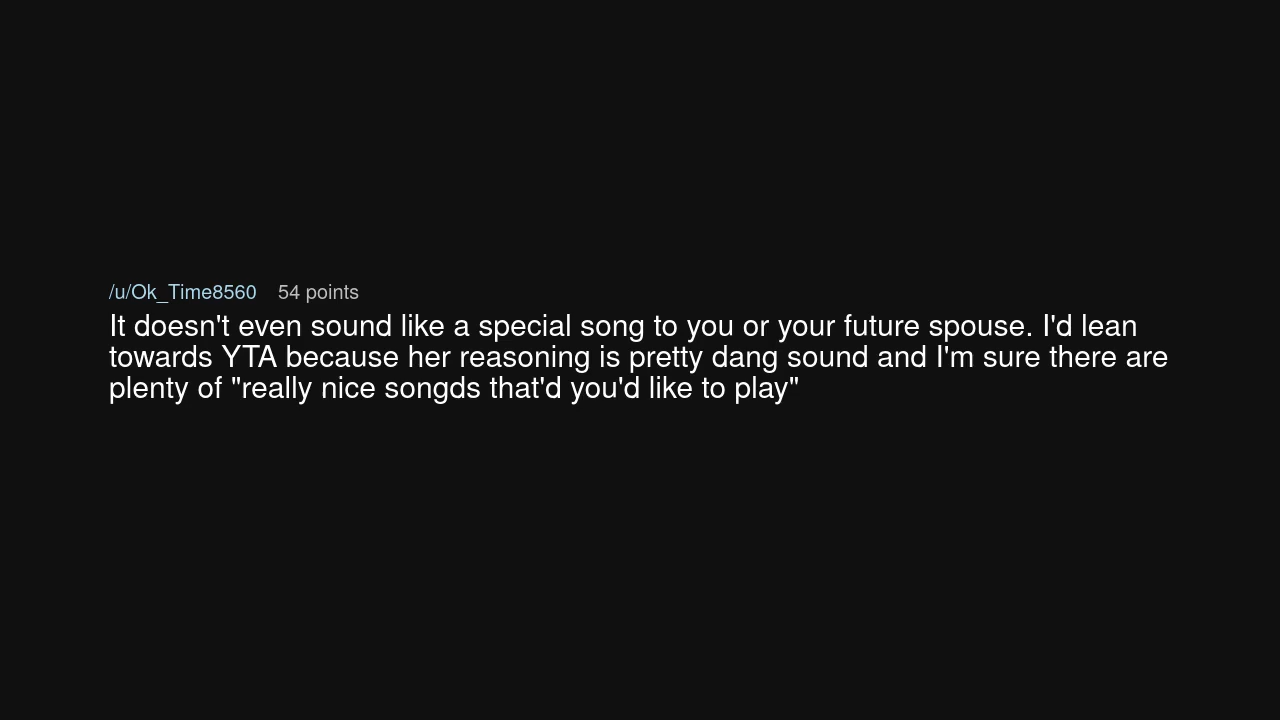 /u/Ok_Time8560 54 points
It doesn't even sound like a special song to you or your future spouse. I'd lean
towards YTA because her reasoning is pretty dang sound and I'm sure there are
plenty of "really nice songds that'd you'd like to play"